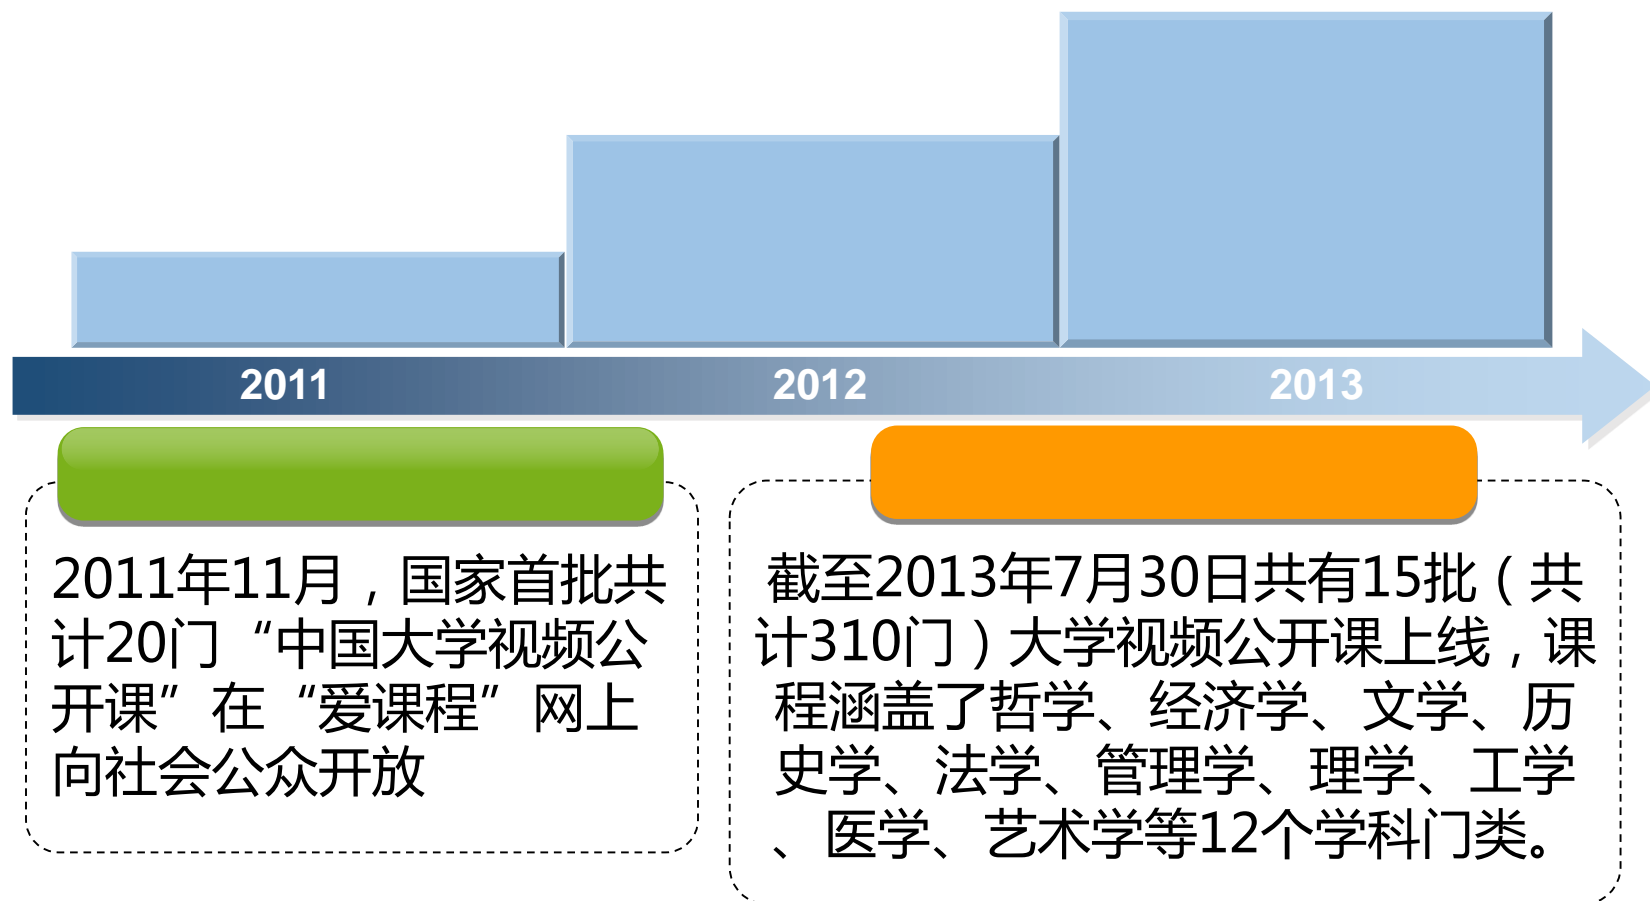 2011
2012
2013
2011年11月，国家首批共
计20门“中国大学视频公
开课”在“爱课程”网上
向社会公众开放
截至2013年7月30日共有15批（共
计310门）大学视频公开课上线，课
程涵盖了哲学、经济学、文学、历
史学、法学、管理学、理学、工学
、医学、艺术学等12个学科门类。